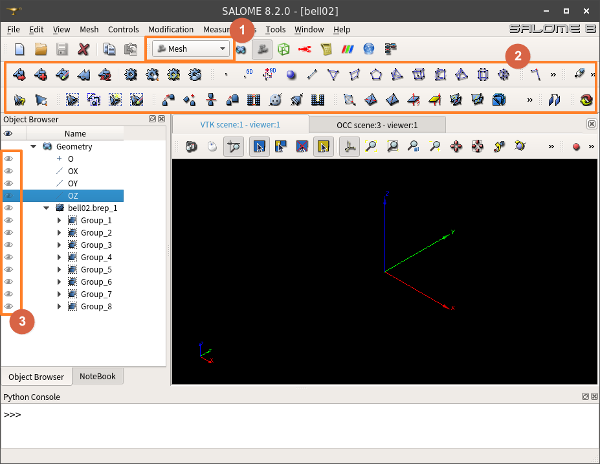 SALOME 8.2.0 - [bell02]
File Edit View Mesh Controls Modification Measurements Tools Window Help
SALOME 8
1
Mesh
2
0D
Object Browser
VTK scene:1 - viewer:1 OCC scene:3 - viewer:1
Name
Geometry
O
OX
OY
OZ
bell02.brep_1
Group_1
Group_2
Group_3
Group_4
Group_5
Group_6
Group_7
Group_8
3
Z
Y
X
Object Browser NoteBook
Python Console
>>>